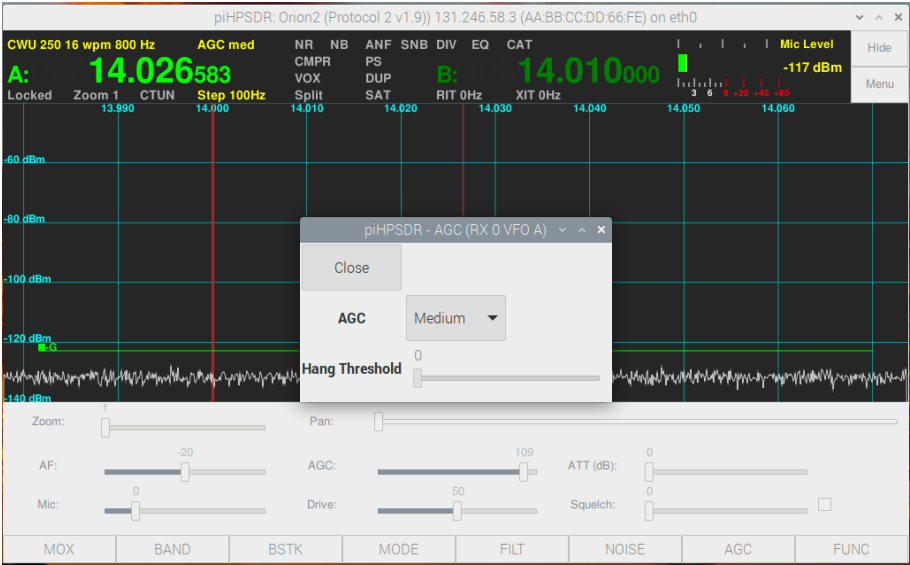 piHPSDR: Orion2 (Protocol 2 v1.9)) 131.246.58.3 (AA:BB:CC:DD:66:FE) on eth0
CWU 250 16 wpm 800 Hz AGC med NR NB ANF SNB DIV EQ CAT Mic Level Hide
A: 14.026583 CMPR PS B: 14.010000 -117 dBm
VOX DUP
Locked Zoom 1 CTUN Step 100Hz Split SAT RIT 0Hz XIT 0Hz 3 6 9 +20 +40 +60 Menu
13.990 14.000 14.010 14.020 14.030 14.040 14.050 14.060
-60 dBm
-80 dBm
piHPSDR - AGC (RX 0 VFO A)
Close
-100 dBm
AGC Medium
-120 dBm
-G
0
Hang Threshold
-140 dBm
1
Zoom: Pan:
-20 109 0
AF: AGC: ATT (dB):
0 50 0
Mic: Drive: Squelch:
MOX BAND BSTK MODE FILT NOISE AGC FUNC